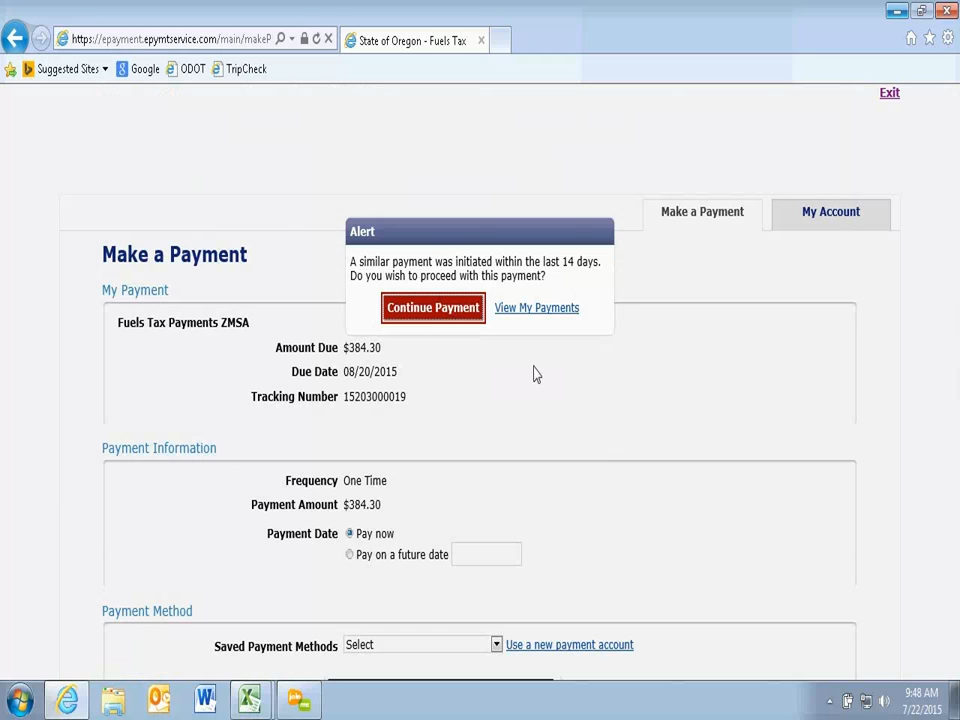 https://epayment.epymtservice.com/main/makeP
State of Oregon - Fuels Tax
Suggested Sites
Google
ODOT
TripCheck
Exit
Make a Payment
My Account
Alert
A similar payment was initiated within the last 14 days.
Do you wish to proceed with this payment?
Continue Payment
View My Payments
Make a Payment
My Payment
Fuels Tax Payments ZMSA
Amount Due $384.30
Due Date 08/20/2015
Tracking Number 15203000019
Payment Information
Frequency One Time
Payment Amount $384.30
Payment Date Pay now
Pay on a future date
Payment Method
Saved Payment Methods Select Use a new payment account
9:48 AM
7/22/2015